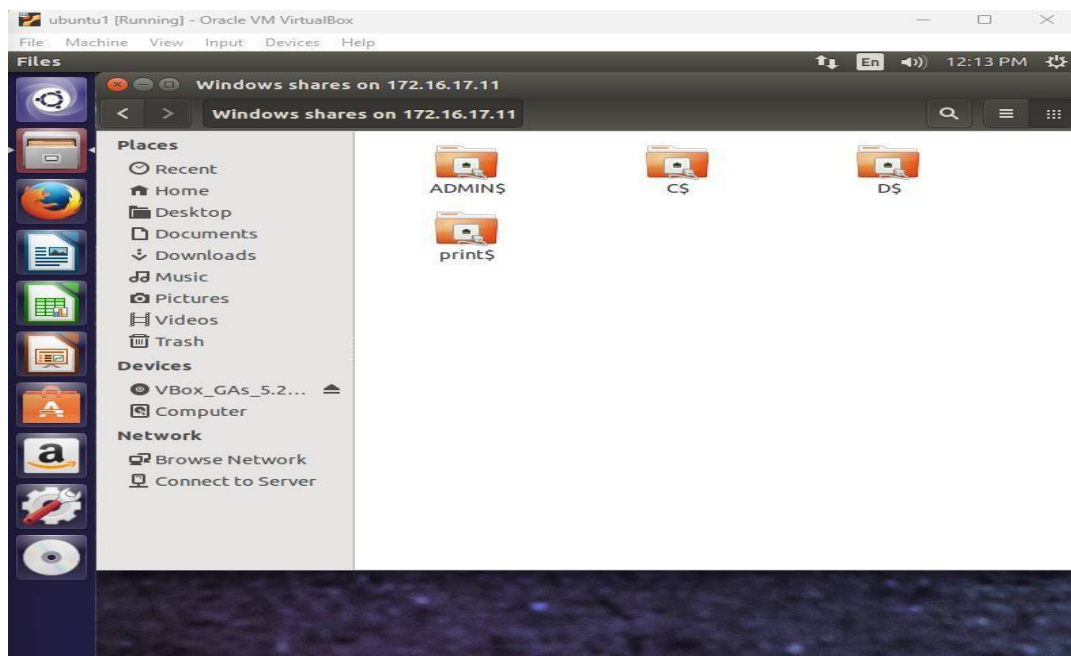 ubuntu1 [Running] - Oracle VM VirtualBox
File Machine View Input Devices Help
Files En 12:13 PM
Windows shares on 172.16.17.11
Windows shares on 172.16.17.11
Places
Recent
Home
Desktop
Documents
Downloads
Music
Pictures
Videos
Trash
Devices
VBox_GAs_5.2...
Computer
Network
Browse Network
Connect to Server
ADMIN$ C$ D$
print$
A
a